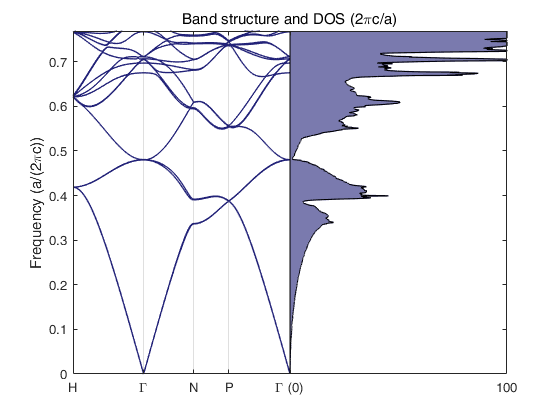 Band structure and DOS (2πc/a)
Frequency (a/(2πc))
0.7
0.6
0.5
0.4
0.3
0.2
0.1
0
H Γ N P Γ (0) 100